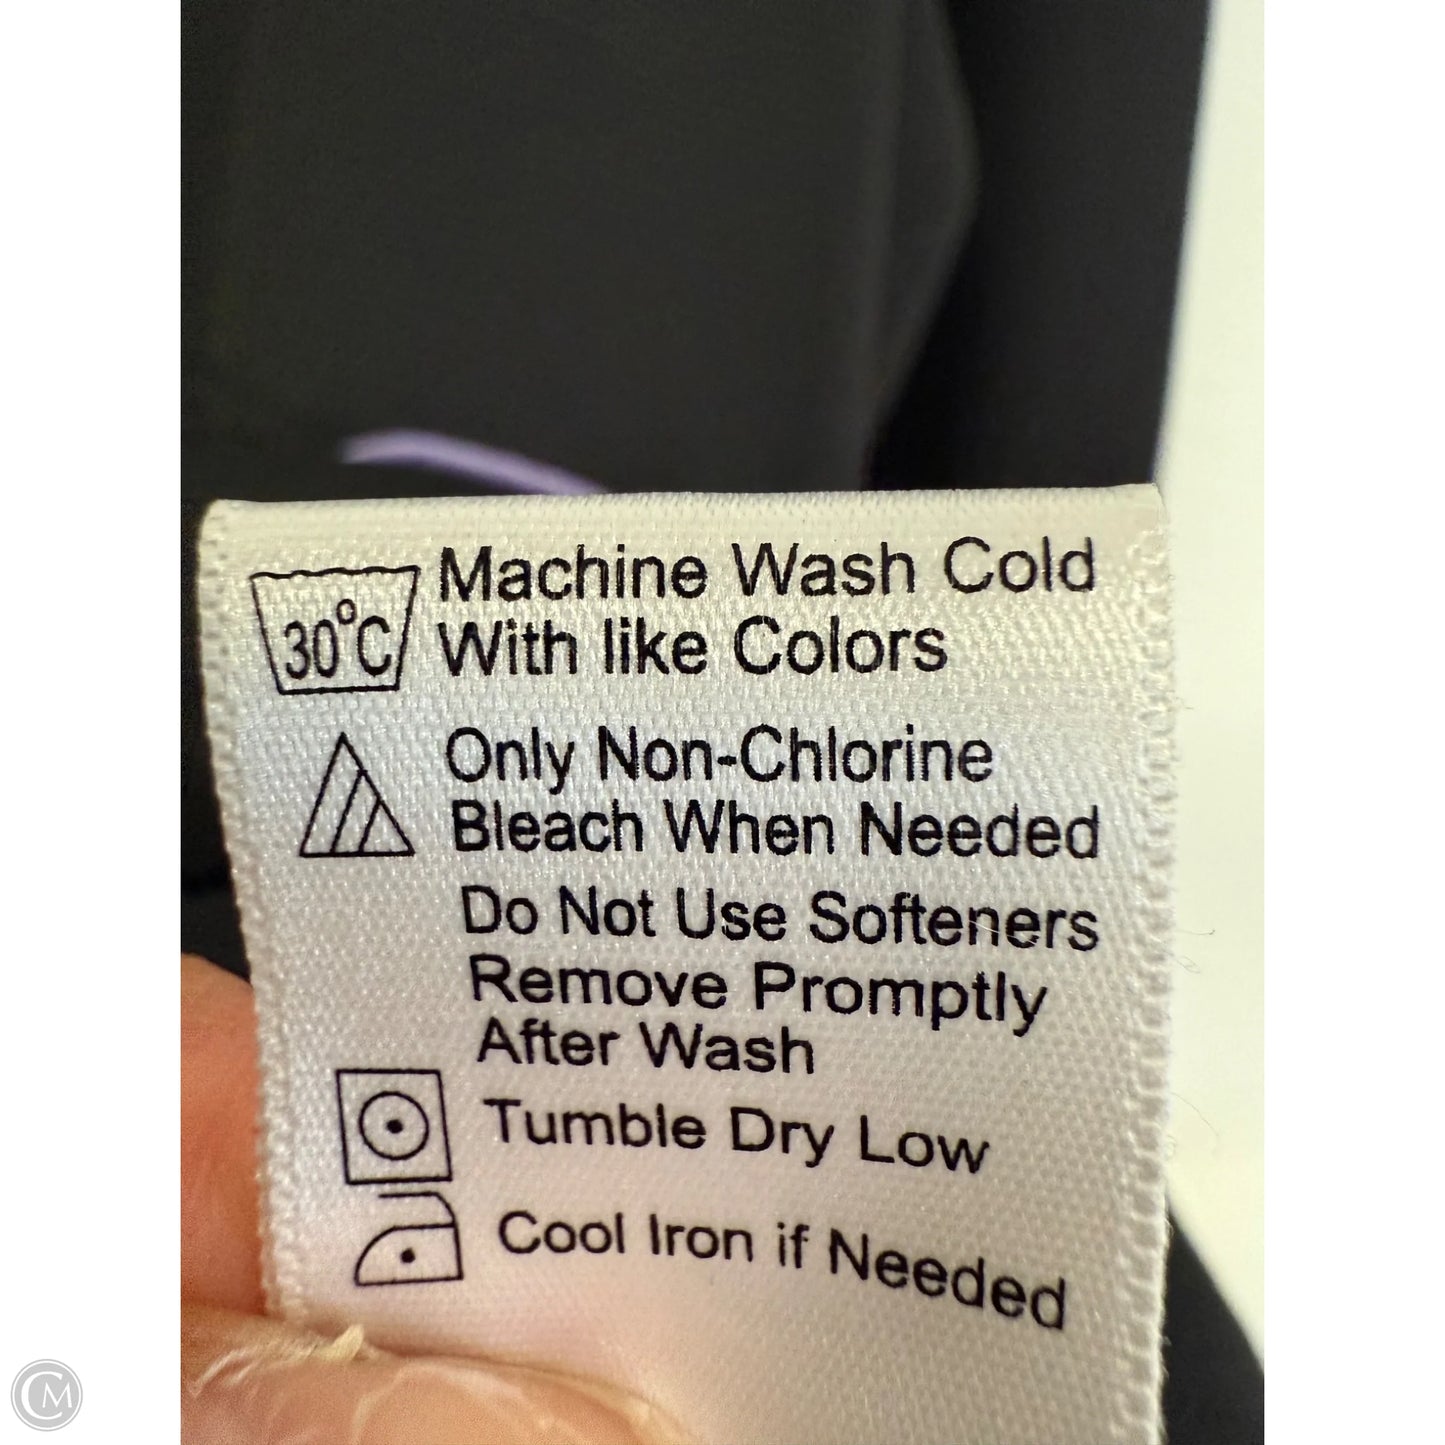 30°C
Machine Wash Cold
With like Colors
Only Non-Chlorine
Bleach When Needed
Do Not Use Softeners
Remove Promptly
After Wash
Tumble Dry Low
Cool Iron if Needed
CM